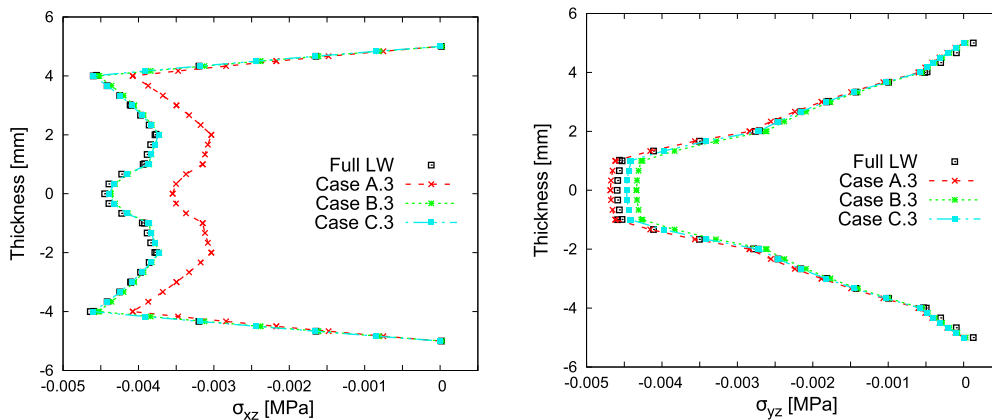 6
4
2
0
-2
-4
-6
Thickness [mm]
-0.005
-0.004
-0.003
-0.002
-0.001
0
σxz [MPa]
Full LW
Case A.3
Case B.3
Case C.3
6
4
2
0
-2
-4
-6
Thickness [mm]
-0.005
-0.004
-0.003
-0.002
-0.001
0
σyz [MPa]
Full LW
Case A.3
Case B.3
Case C.3